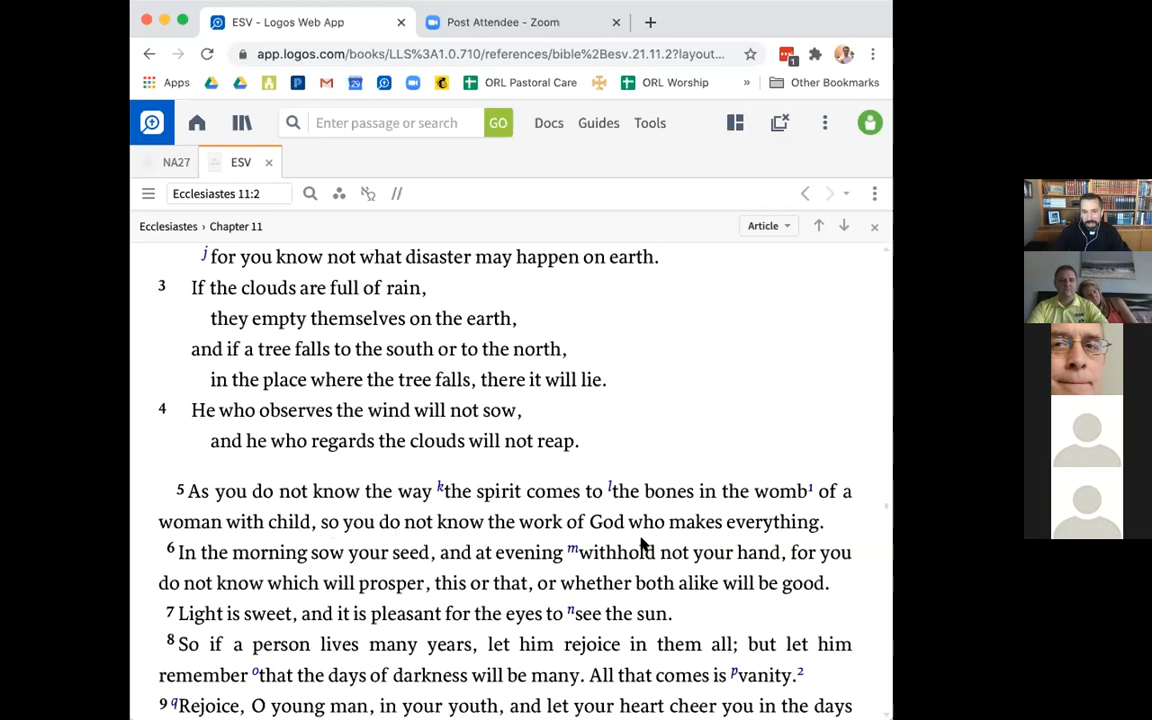 ESV - Logos Web App
Post Attendee - Zoom
app.logos.com/books/LLS%3A1.0.710/references/bible%2Besv.21.11.2?layout...
1
Apps 29 ORL Pastoral Care ORL Worship » Other Bookmarks
Enter passage or search GO Docs Guides Tools
NA27 ESV
Ecclesiastes 11:2
Ecclesiastes › Chapter 11 Article
j for you know not what disaster may happen on earth.
3 If the clouds are full of rain,
they empty themselves on the earth,
and if a tree falls to the south or to the north,
in the place where the tree falls, there it will lie.
4 He who observes the wind will not sow,
and he who regards the clouds will not reap.
5 As you do not know the way k the spirit comes to l the bones in the womb1 of a
woman with child, so you do not know the work of God who makes everything.
6 In the morning sow your seed, and at evening m withhold not your hand, for you
do not know which will prosper, this or that, or whether both alike will be good.
7 Light is sweet, and it is pleasant for the eyes to n see the sun.
8 So if a person lives many years, let him rejoice in them all; but let him
remember o that the days of darkness will be many. All that comes is p vanity.2
9 q Rejoice, O young man, in your youth, and let your heart cheer you in the days